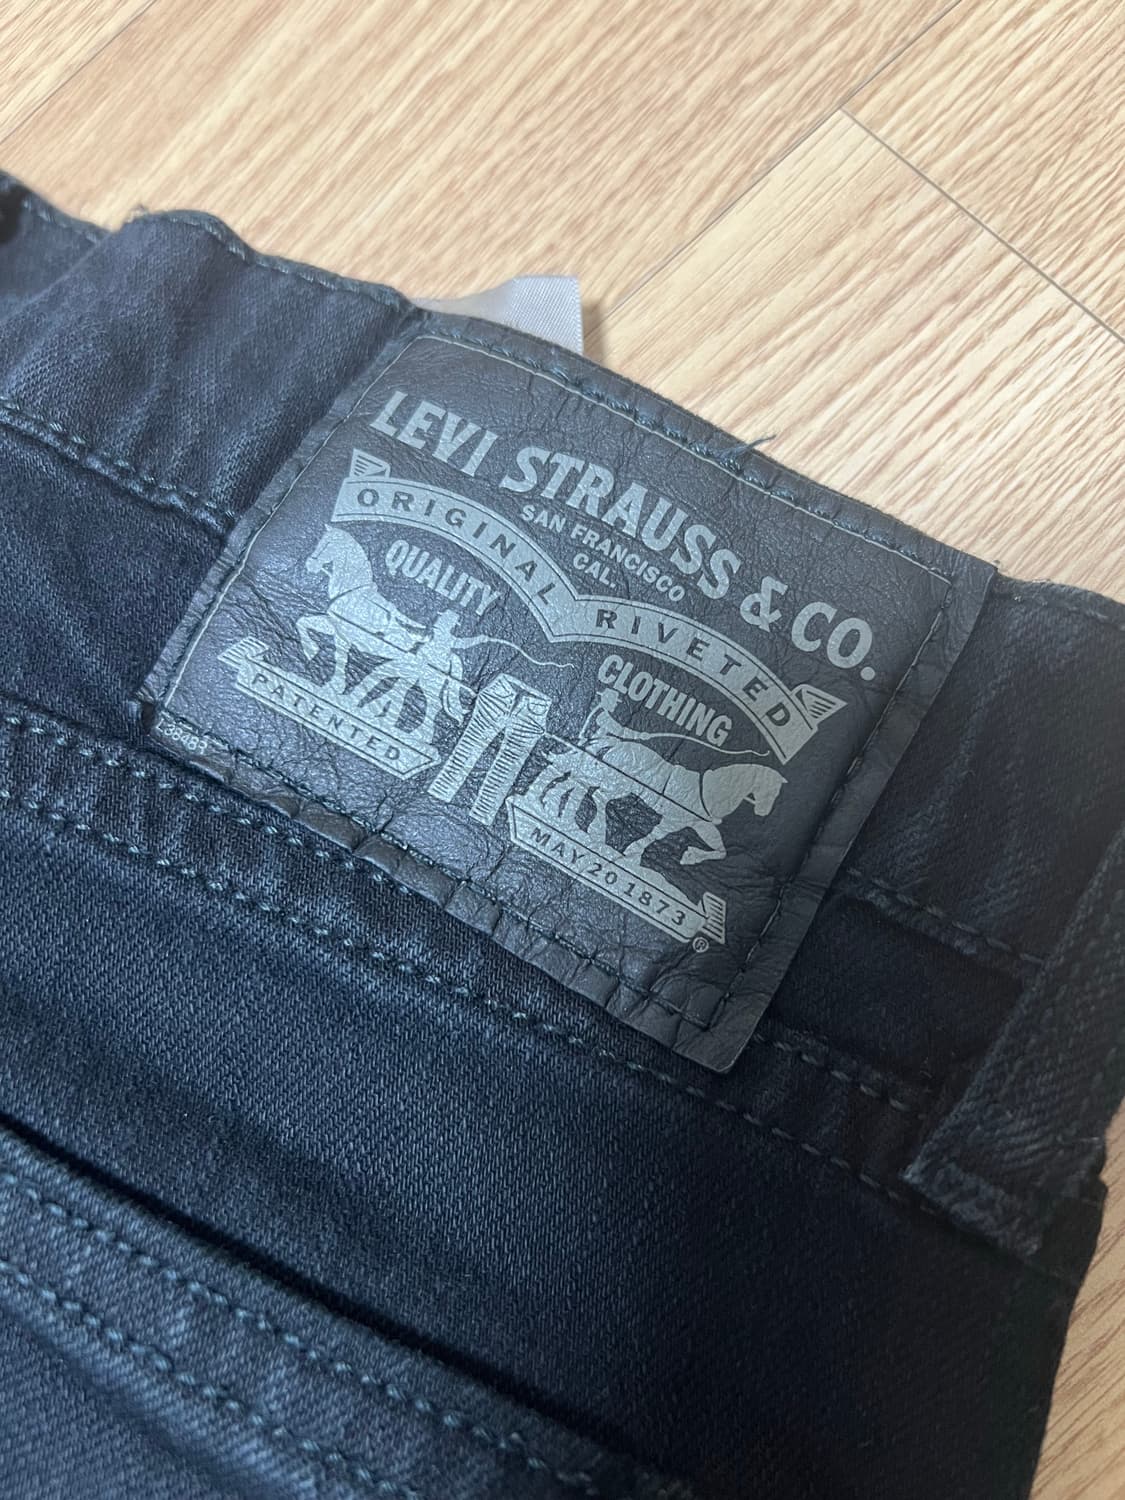 LEVI STRAUSS & CO.
SAN FRANCISCO
CAL.
ORIGINAL RIVETED
QUALITY
CLOTHING
PATENTED
MAY 20 1873
®